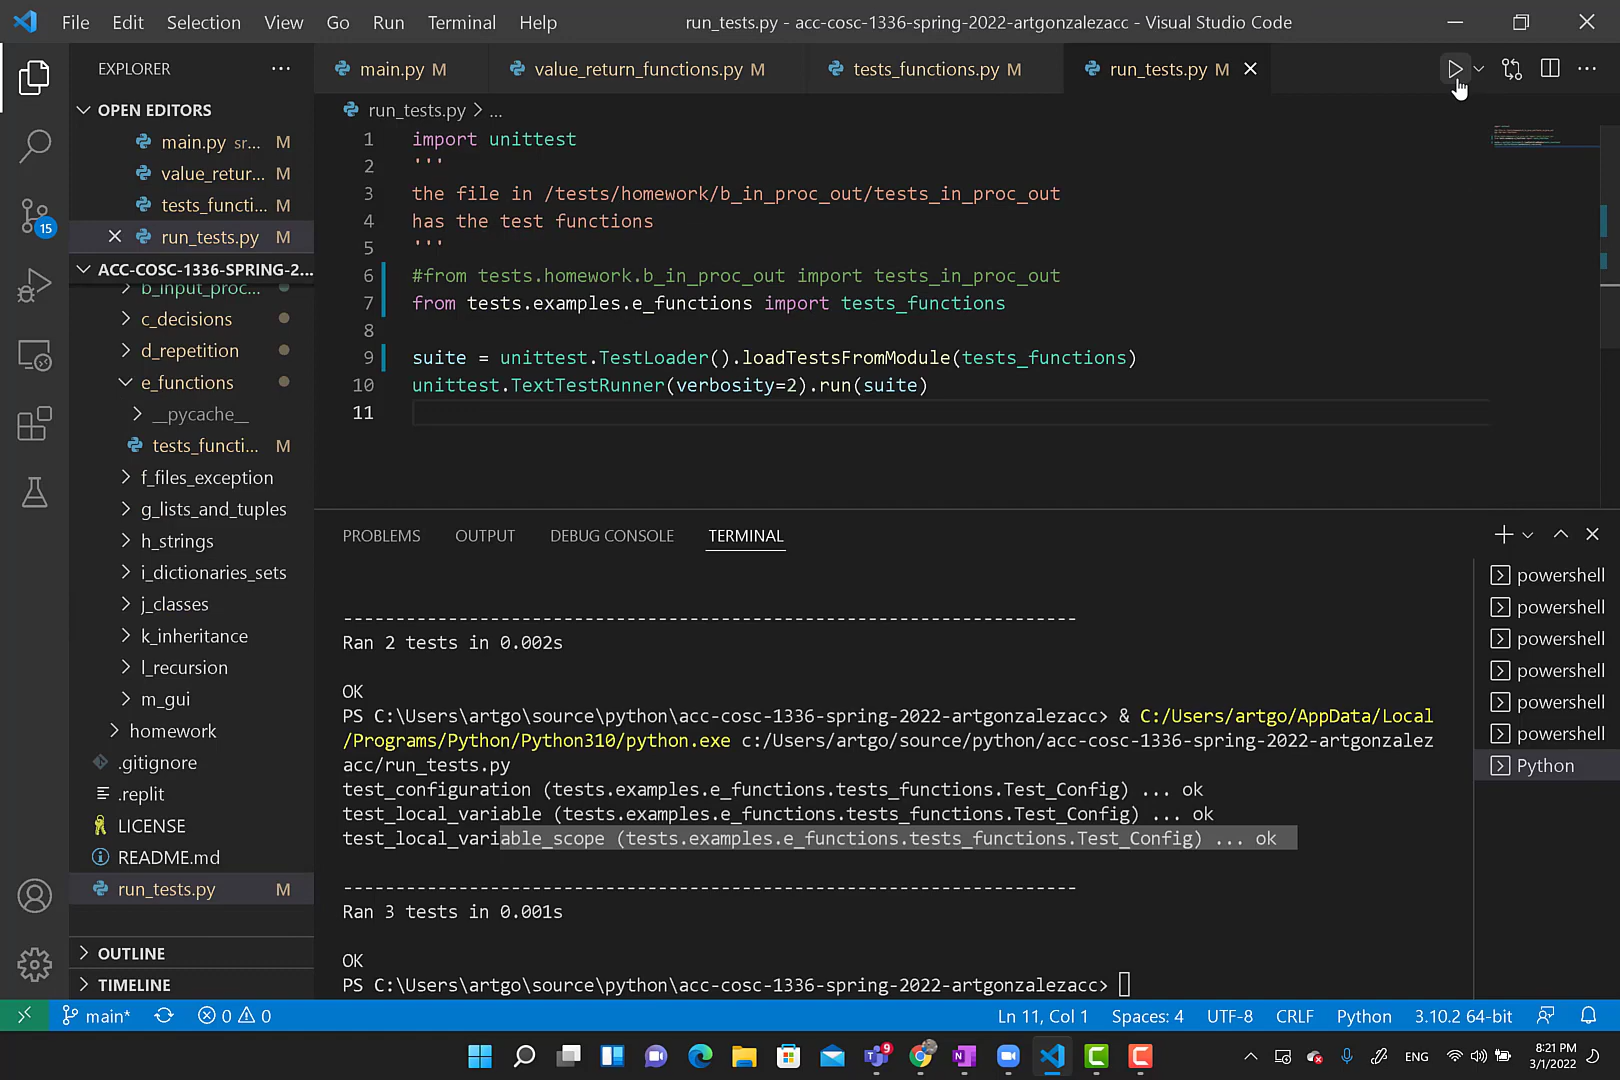 File Edit Selection View Go Run Terminal Help
run_tests.py - acc-cosc-1336-spring-2022-artgonzalezacc - Visual Studio Code
EXPLORER
OPEN EDITORS
main.py sr... M
value_retur... M
tests_functi... M
run_tests.py M
ACC-COSC-1336-SPRING-2...
b_input_proc...
c_decisions
d_repetition
e_functions
__pycache__
tests_functi... M
f_files_exception
g_lists_and_tuples
h_strings
i_dictionaries_sets
j_classes
k_inheritance
l_recursion
m_gui
homework
.gitignore
.replit
LICENSE
README.md
run_tests.py M
OUTLINE
TIMELINE
15
main.py M
value_return_functions.py M
tests_functions.py M
run_tests.py M
run_tests.py > ...
1 import unittest
2 '''
3 the file in /tests/homework/b_in_proc_out/tests_in_proc_out
4 has the test functions
5 '''
6 #from tests.homework.b_in_proc_out import tests_in_proc_out
7 from tests.examples.e_functions import tests_functions
8
9 suite = unittest.TestLoader().loadTestsFromModule(tests_functions)
10 unittest.TextTestRunner(verbosity=2).run(suite)
11
PROBLEMS OUTPUT DEBUG CONSOLE TERMINAL
----------------------------------------------------------------------
Ran 2 tests in 0.002s
OK
PS C:\Users\artgo\source\python\acc-cosc-1336-spring-2022-artgonzalezacc> & C:/Users/artgo/AppData/Local
/Programs/Python/Python310/python.exe c:/Users/artgo/source/python/acc-cosc-1336-spring-2022-artgonzalez
acc/run_tests.py
test_configuration (tests.examples.e_functions.tests_functions.Test_Config) ... ok
test_local_variable (tests.examples.e_functions.tests_functions.Test_Config) ... ok
test_local_variable_scope (tests.examples.e_functions.tests_functions.Test_Config) ... ok
----------------------------------------------------------------------
Ran 3 tests in 0.001s
OK
PS C:\Users\artgo\source\python\acc-cosc-1336-spring-2022-artgonzalezacc>
powershell
powershell
powershell
powershell
powershell
powershell
Python
main* 0 0
Ln 11, Col 1 Spaces: 4 UTF-8 CRLF Python 3.10.2 64-bit
9
ENG
8:21 PM
3/1/2022